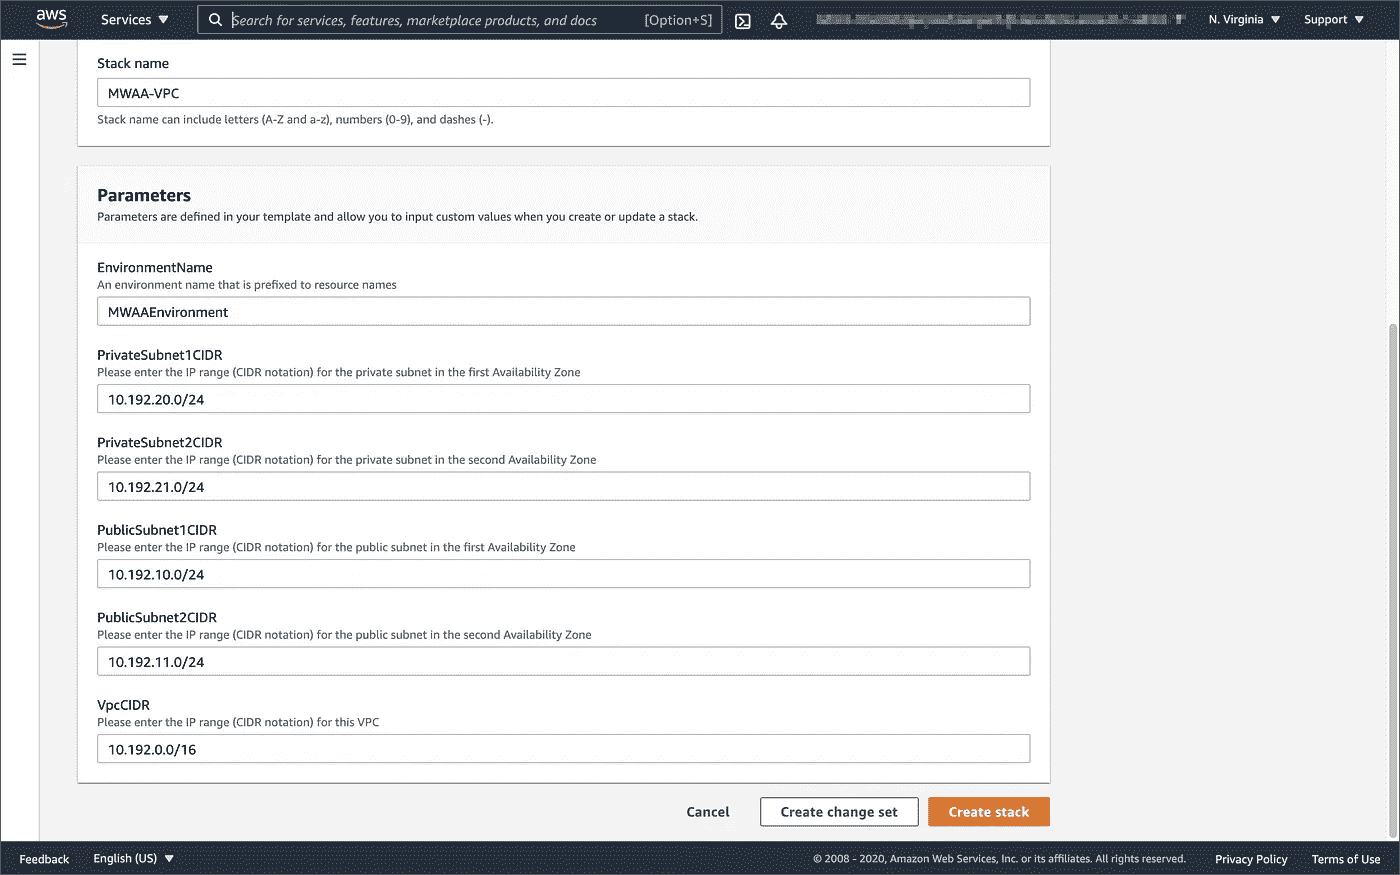 aws Services Search for services, features, marketplace products, and docs [Option+S] N. Virginia Support
Stack name
MWAA-VPC
Stack name can include letters (A-Z and a-z), numbers (0-9), and dashes (-).
Parameters
Parameters are defined in your template and allow you to input custom values when you create or update a stack.
EnvironmentName
An environment name that is prefixed to resource names
MWAAEnvironment
PrivateSubnet1CIDR
Please enter the IP range (CIDR notation) for the private subnet in the first Availability Zone
10.192.20.0/24
PrivateSubnet2CIDR
Please enter the IP range (CIDR notation) for the private subnet in the second Availability Zone
10.192.21.0/24
PublicSubnet1CIDR
Please enter the IP range (CIDR notation) for the public subnet in the first Availability Zone
10.192.10.0/24
PublicSubnet2CIDR
Please enter the IP range (CIDR notation) for the public subnet in the second Availability Zone
10.192.11.0/24
VpcCIDR
Please enter the IP range (CIDR notation) for this VPC
10.192.0.0/16
Cancel Create change set Create stack
Feedback English (US) © 2008 - 2020, Amazon Web Services, Inc. or its affiliates. All rights reserved. Privacy Policy Terms of Use